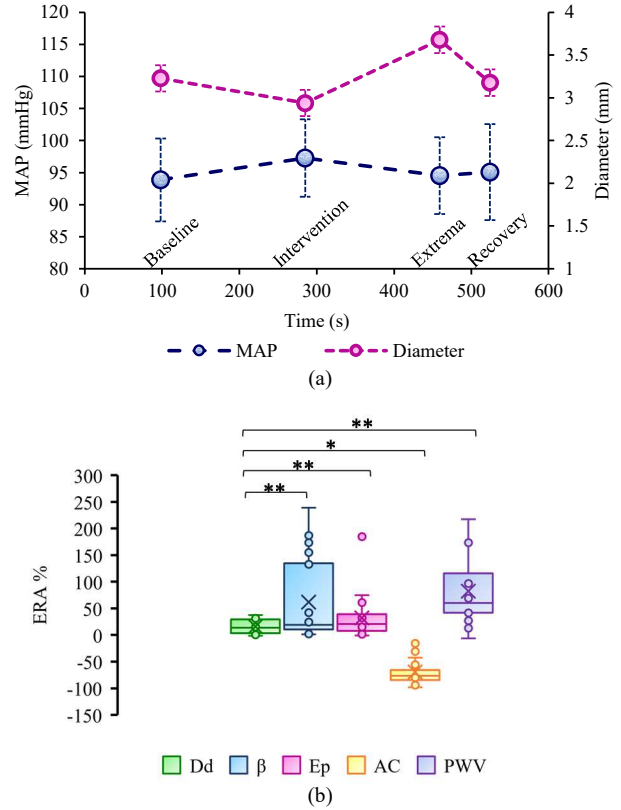 120
115
110
105
100
95
90
85
80
MAP (mmHg)
4
3.5
3
2.5
2
1.5
1
Diameter (mm)
Baseline
Intervention
Extrema
Recovery
0 100 200 300 400 500 600
Time (s)
MAP Diameter
(a)
**
*
**
**
300
250
200
150
100
50
0
-50
-100
-150
ERA %
Dd β Ep AC PWV
(b)